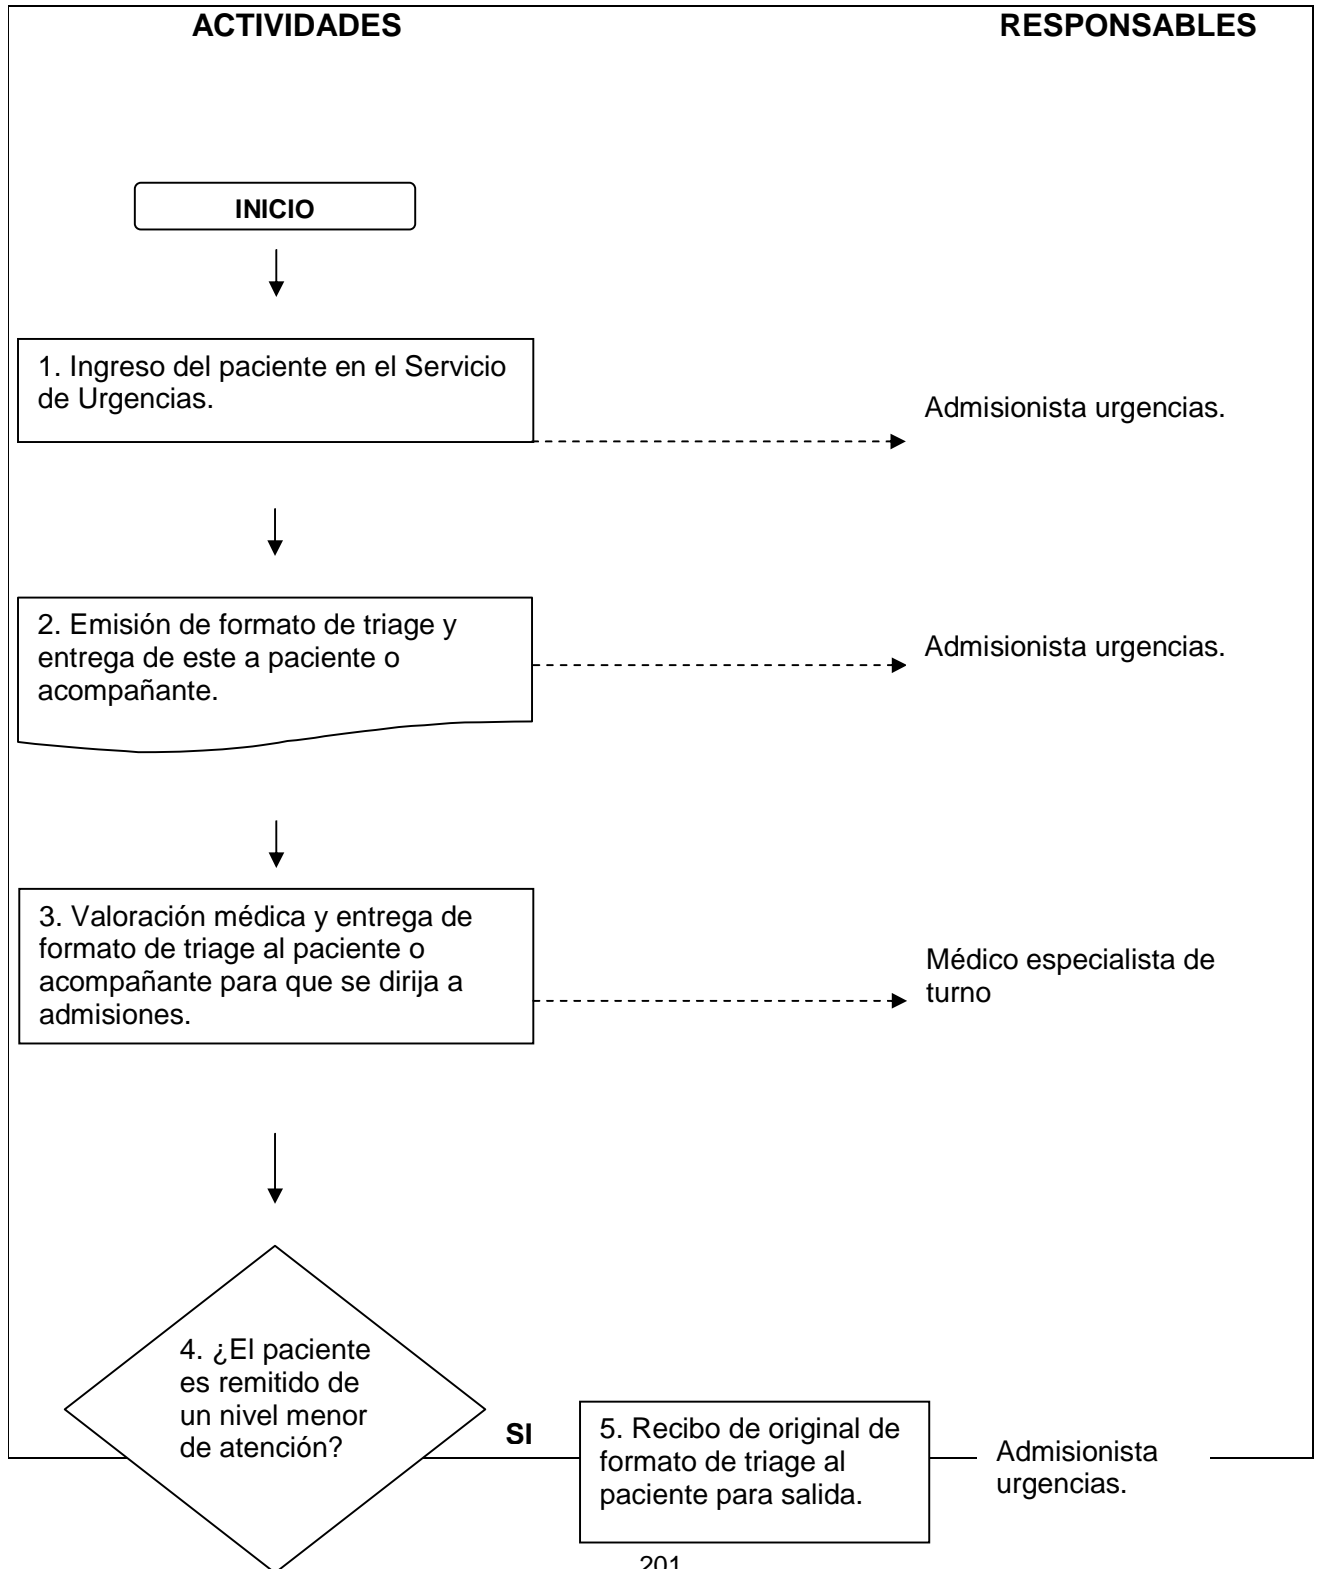 ACTIVIDADES
RESPONSABLES
INICIO
1. Ingreso del paciente en el Servicio
de Urgencias.
Admisionista urgencias.
2. Emisión de formato de triage y
entrega de este a paciente o
acompañante.
Admisionista urgencias.
3. Valoración médica y entrega de
formato de triage al paciente o
acompañante para que se dirija a
admisiones.
Médico especialista de
turno
4. ¿El paciente
es remitido de
un nivel menor
de atención?
SI
5. Recibo de original de
formato de triage al
paciente para salida.
Admisionista
urgencias.
201